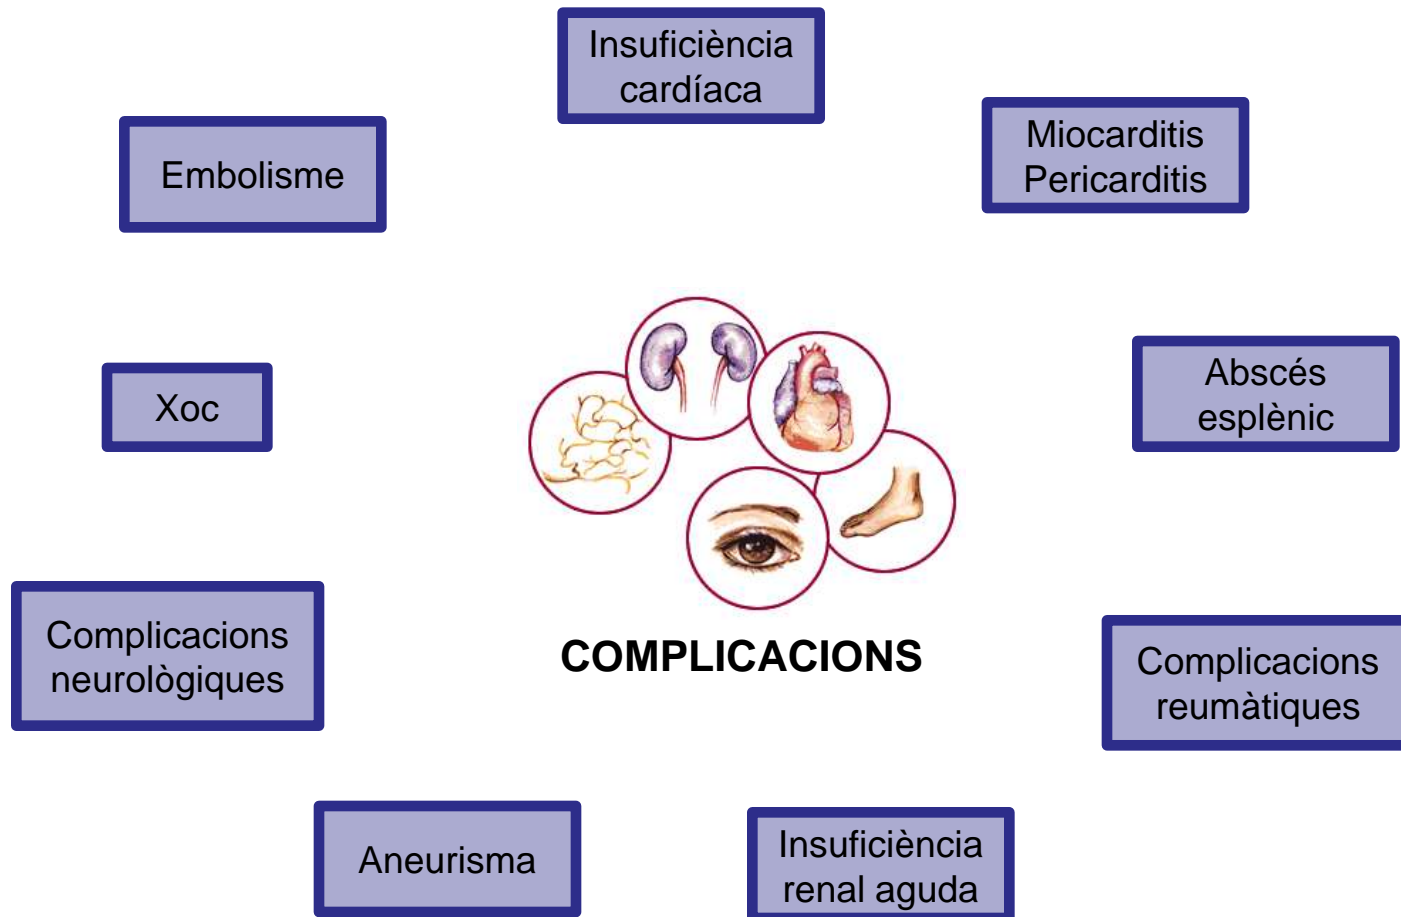 Insuficiència
cardíaca
Miocarditis
Pericarditis
Embolisme
Abscés
esplènic
Xoc
Complicacions
neurològiques
COMPLICACIONS
Complicacions
reumàtiques
Aneurisma
Insuficiència
renal aguda